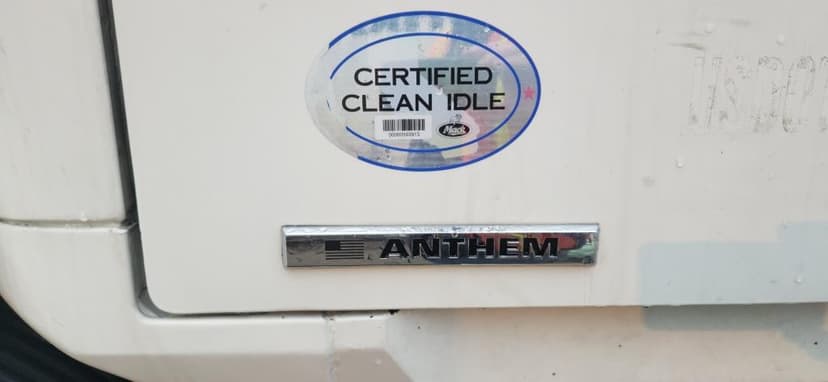 CERTIFIED
CLEAN IDLE
Mack
ANTHEM